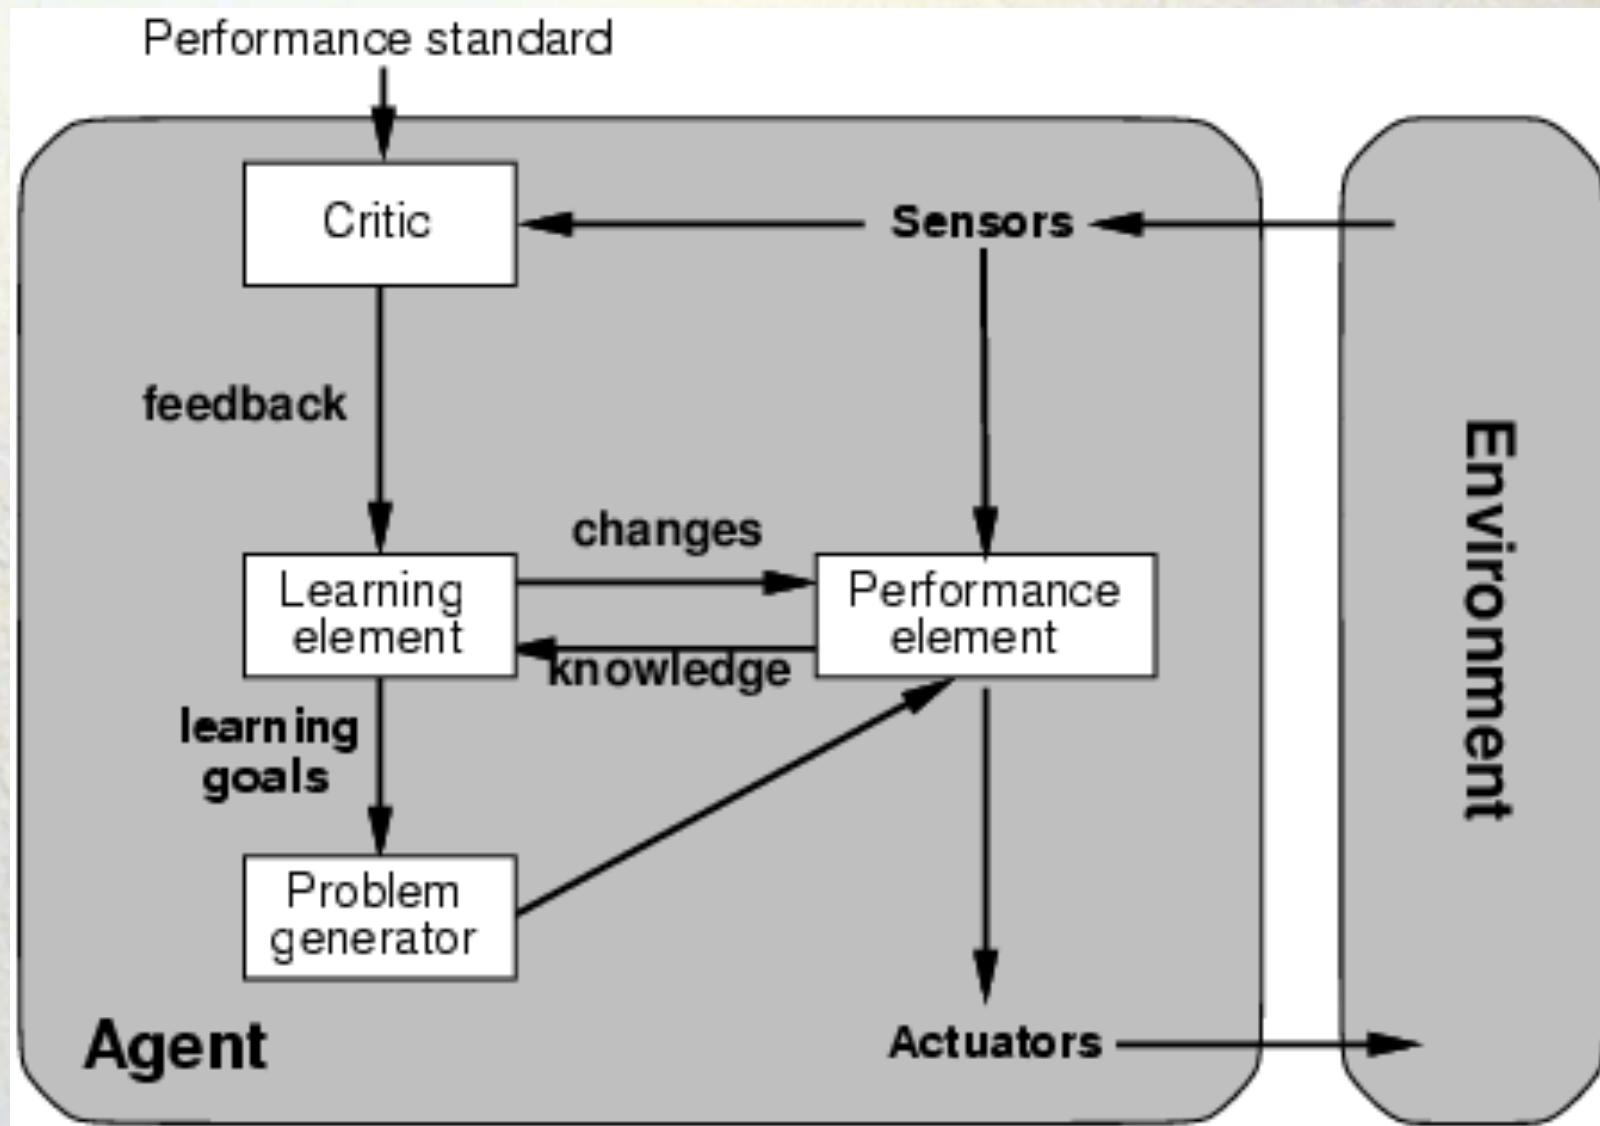 Performance standard
Critic
Sensors
feedback
changes
Learning
element
Performance
element
knowledge
learning
goals
Problem
generator
Agent
Actuators
Environment